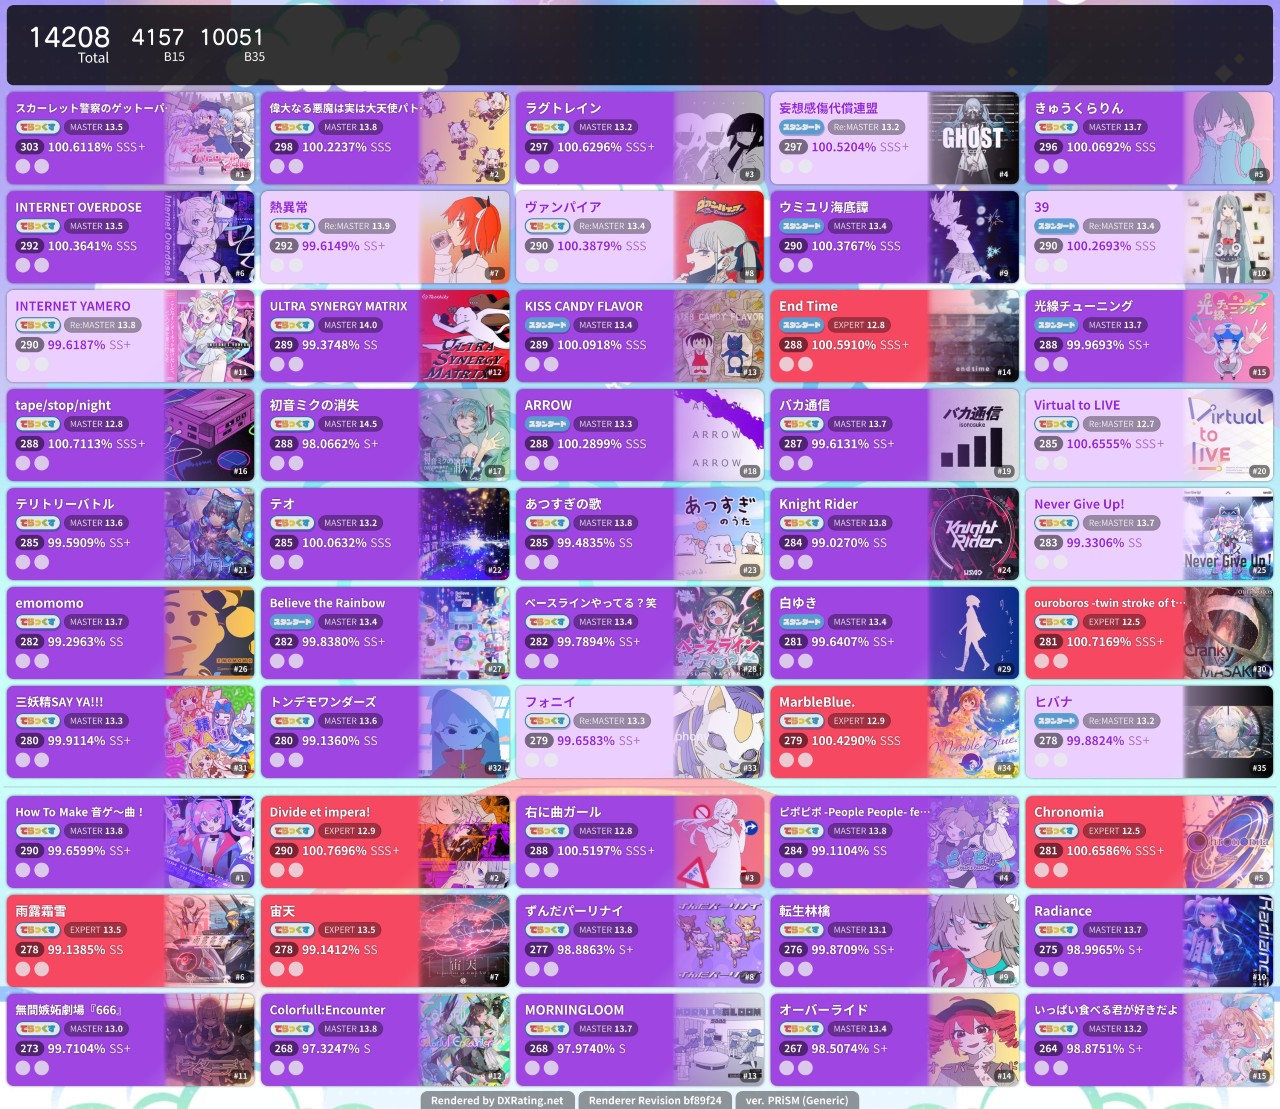 14208 4157 10051
Total B15 B35
スカーレット警察のゲットーパ
でらっくす MASTER 13.5
303 100.6118% SSS+
#1
偉大なる悪魔は実は大天使パト
でらっくす MASTER 13.8
298 100.2237% SSS
#2
ラグトレイン
でらっくす MASTER 13.2
297 100.6296% SSS+
#3
妄想感傷代償連盟
スタンダード Re:MASTER 13.2
297 100.5204% SSS+
GHOST
#4
きゅうくらりん
でらっくす MASTER 13.7
296 100.0692% SSS
#5
INTERNET OVERDOSE
でらっくす MASTER 13.5
292 100.3641% SSS
Internet Overdose
#6
熱異常
でらっくす Re:MASTER 13.9
292 99.6149% SS+
#7
ヴァンパイア
でらっくす Re:MASTER 13.4
290 100.3879% SSS
#8
ウミユリ海底譚
スタンダード MASTER 13.4
290 100.3767% SSS
#9
39
スタンダード Re:MASTER 13.4
290 100.2693% SSS
#10
INTERNET YAMERO
でらっくす Re:MASTER 13.8
290 99.6187% SS+
#11
ULTRA SYNERGY MATRIX
でらっくす MASTER 14.0
289 99.3748% SS
ULTRA
SYNERGY
MATRIX
#12
KISS CANDY FLAVOR
スタンダード MASTER 13.4
289 100.0918% SSS
KISS CANDY FLAVOR
#13
End Time
スタンダード EXPERT 12.8
288 100.5910% SSS+
endtime
#14
光線チューニング
スタンダード MASTER 13.7
288 99.9693% SS+
光線チューニング
#15
tape/stop/night
でらっくす MASTER 12.8
288 100.7113% SSS+
#16
初音ミクの消失
でらっくす MASTER 14.5
288 98.0662% S+
#17
ARROW
スタンダード MASTER 13.3
288 100.2899% SSS
ARROW
ARROW
#18
バカ通信
でらっくす MASTER 13.7
287 99.6131% SS+
バカ通信
#19
Virtual to LIVE
でらっくす Re:MASTER 12.7
285 100.6555% SSS+
Virtual
to
LIVE
#20
テリトリーバトル
でらっくす MASTER 13.6
285 99.5909% SS+
#21
テオ
でらっくす MASTER 13.2
285 100.0632% SSS
#22
あつすぎの歌
でらっくす MASTER 13.8
285 99.4835% SS
あつすぎ
のうた
#23
Knight Rider
でらっくす MASTER 13.8
284 99.0270% SS
Knight
Rider
USAO
#24
Never Give Up!
でらっくす Re:MASTER 13.7
283 99.3306% SS
Never Give Up!
#25
emomomo
でらっくす MASTER 13.7
282 99.2963% SS
EMOMOMO
#26
Believe the Rainbow
スタンダード MASTER 13.4
282 99.8380% SS+
#27
ベースラインやってる？笑
でらっくす MASTER 13.4
282 99.7894% SS+
#28
白ゆき
スタンダード MASTER 13.4
281 99.6407% SS+
#29
ouroboros -twin stroke of t…
でらっくす EXPERT 12.5
281 100.7169% SSS+
Cranky
VS
MASAKI
#30
三妖精SAY YA!!!
でらっくす MASTER 13.3
280 99.9114% SS+
#31
トンデモワンダーズ
でらっくす MASTER 13.6
280 99.1360% SS
#32
フォニイ
でらっくす Re:MASTER 13.3
279 99.6583% SS+
#33
MarbleBlue.
でらっくす EXPERT 12.9
279 100.4290% SSS
Marble Blue.
#34
ヒバナ
スタンダード Re:MASTER 13.2
278 99.8824% SS+
#35
How To Make 音ゲ～曲！
でらっくす MASTER 13.8
290 99.6599% SS+
#1
Divide et impera!
でらっくす EXPERT 12.9
290 100.7696% SSS+
#2
右に曲ガール
でらっくす MASTER 12.8
288 100.5197% SSS+
#3
ピポピポ -People People- fe…
でらっくす MASTER 13.8
284 99.1104% SS
#4
Chronomia
でらっくす EXPERT 12.5
281 100.6586% SSS+
Chronomia
#5
雨露霜雪
でらっくす EXPERT 13.5
278 99.1385% SS
#6
宙天
でらっくす EXPERT 13.5
278 99.1412% SS
宙天
#7
ずんだパーリナイ
でらっくす MASTER 13.8
277 98.8863% S+
#8
転生林檎
でらっくす MASTER 13.1
276 99.8709% SS+
#9
Radiance
でらっくす MASTER 13.7
275 98.9965% S+
Radiance
#10
無間嫉妬劇場『666』
でらっくす MASTER 13.0
273 99.7104% SS+
#11
Colorfull:Encounter
でらっくす MASTER 13.8
268 97.3247% S
#12
MORNINGLOOM
でらっくす MASTER 13.7
268 97.9740% S
MORNINGLOOM
#13
オーバーライド
でらっくす MASTER 13.4
267 98.5074% S+
オーバーライド
#14
いっぱい食べる君が好きだよ
でらっくす MASTER 13.2
264 98.8751% S+
#15
Rendered by DXRating.net Renderer Revision bf89f24 ver. PRiSM (Generic)